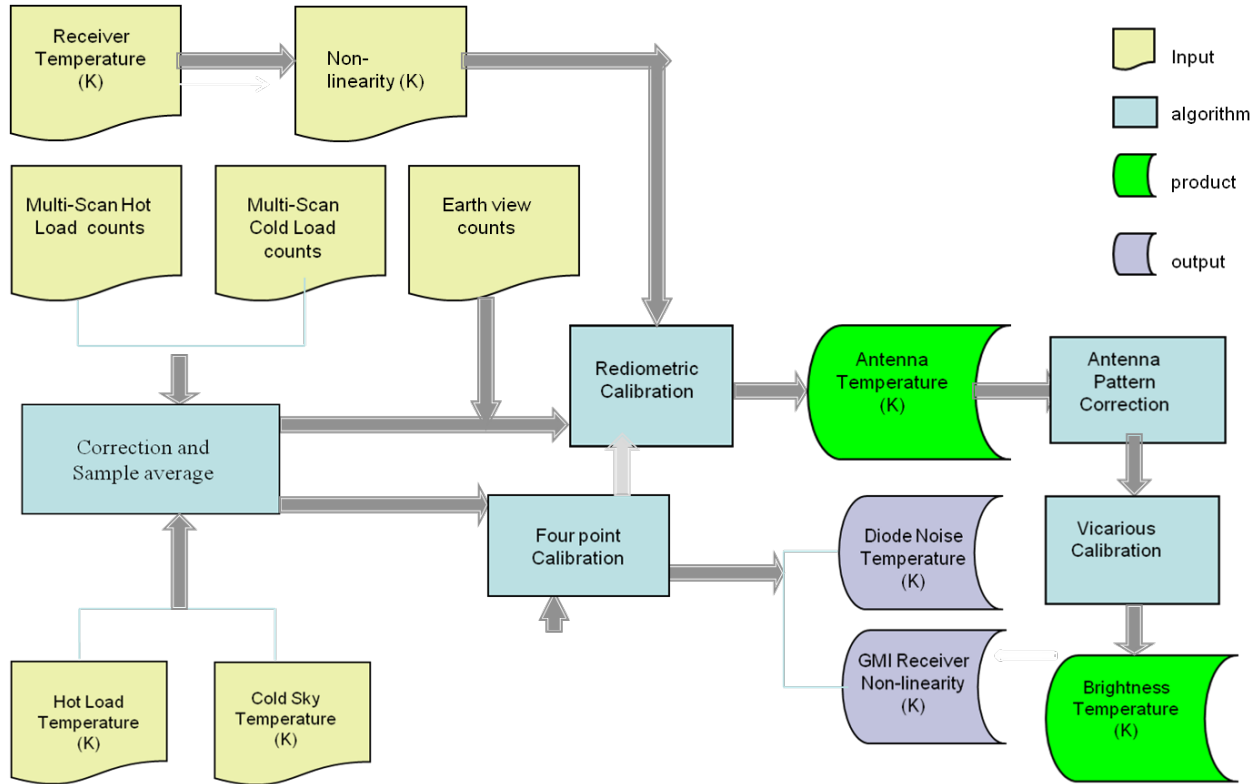 Receiver
Temperature
(K)
Non-
linearity (K)
Input
algorithm
product
output
Multi-Scan Hot
Load counts
Multi-Scan
Cold Load
counts
Earth view
counts
Rediometric
Calibration
Antenna
Temperature
(K)
Antenna
Pattern
Correction
Correction and
Sample average
Four point
Calibration
Diode Noise
Temperature
(K)
Vicarious
Calibration
Hot Load
Temperature
(K)
Cold Sky
Temperature
(K)
GMI Receiver
Non-linearity
(K)
Brightness
Temperature
(K)